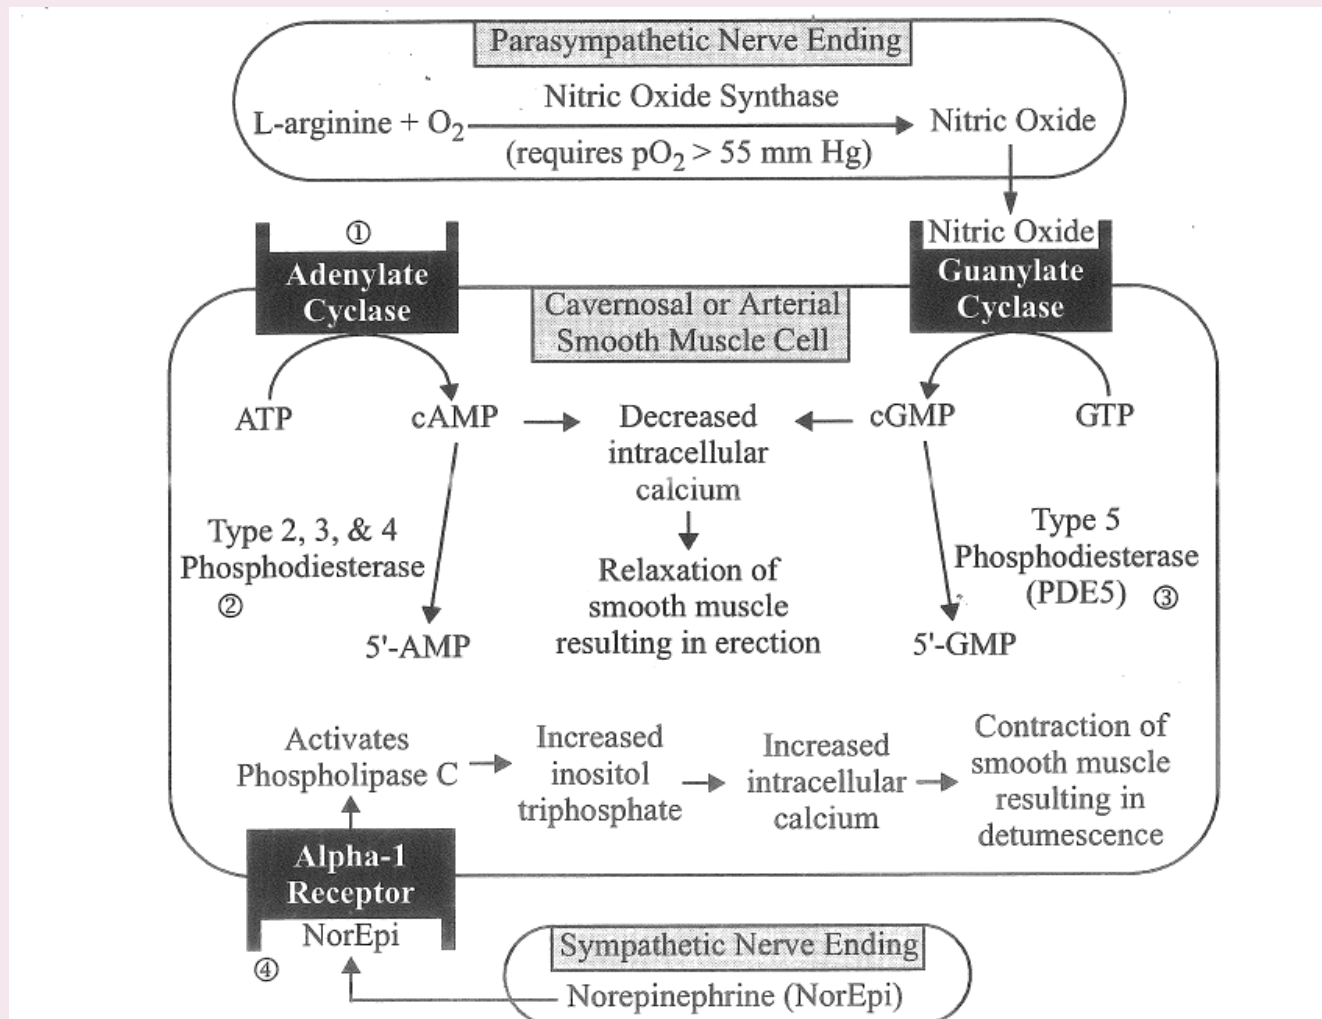 Parasympathetic Nerve Ending
Nitric Oxide Synthase
L-arginine + O₂
Nitric Oxide
(requires pO₂ > 55 mm Hg)
①
Nitric Oxide
Adenylate
Cyclase
Guanylate
Cyclase
Cavernosal or Arterial
Smooth Muscle Cell
ATP
cAMP
Decreased
intracellular
calcium
cGMP
GTP
Type 2, 3, & 4
Phosphodiesterase
②
Relaxation of
smooth muscle
resulting in erection
Type 5
Phosphodiesterase
(PDE5) ③
5'-AMP
5'-GMP
Activates
Phospholipase C
Increased
inositol
triphosphate
Increased
intracellular
calcium
Contraction of
smooth muscle
resulting in
detumescence
Alpha-1
Receptor
NorEpi
④
Sympathetic Nerve Ending
Norepinephrine (NorEpi)